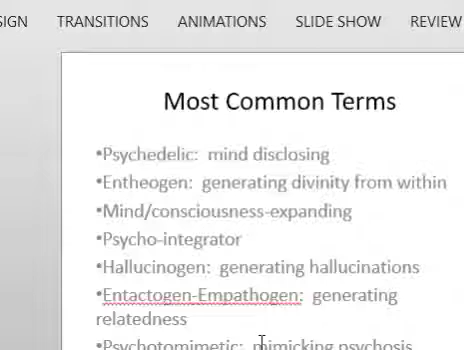 SIGN TRANSITIONS ANIMATIONS SLIDE SHOW REVIEW
Most Common Terms
•Psychedelic: mind disclosing
•Entheogen: generating divinity from within
•Mind/consciousness-expanding
•Psycho-integrator
•Hallucinogen: generating hallucinations
•Entactogen-Empathogen: generating
relatedness
•Psychotomimetic: mimicking psychosis